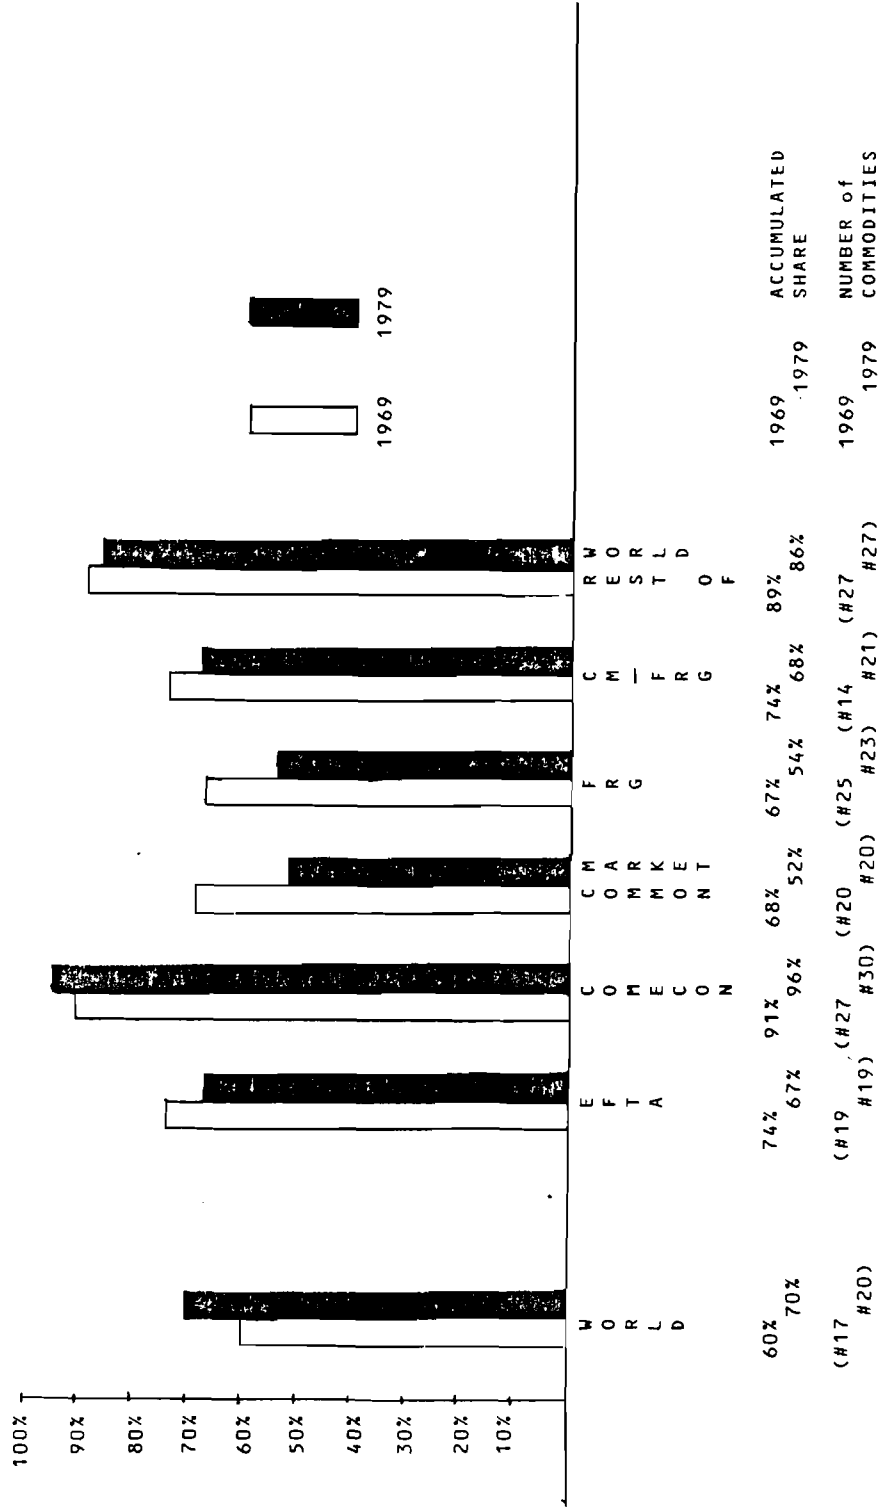 100%
90%
80%
70%
60%
50%
40%
30%
20%
10%
1969
1979
WORLD
EFTA
COMECON
COMMON
MARKET
FRG
CM-FRG
REST OF
WORLD
60% 74% 91% 68% 67% 74% 89% 1969 ACCUMULATED
70% 67% 96% 52% 54% 68% 86% 1979 SHARE
(#17 (#19 (#27 (#20 (#25 (#14 (#27 1969 NUMBER of
#20) #19) #30) #20) #23) #21) #27) 1979 COMMODITIES